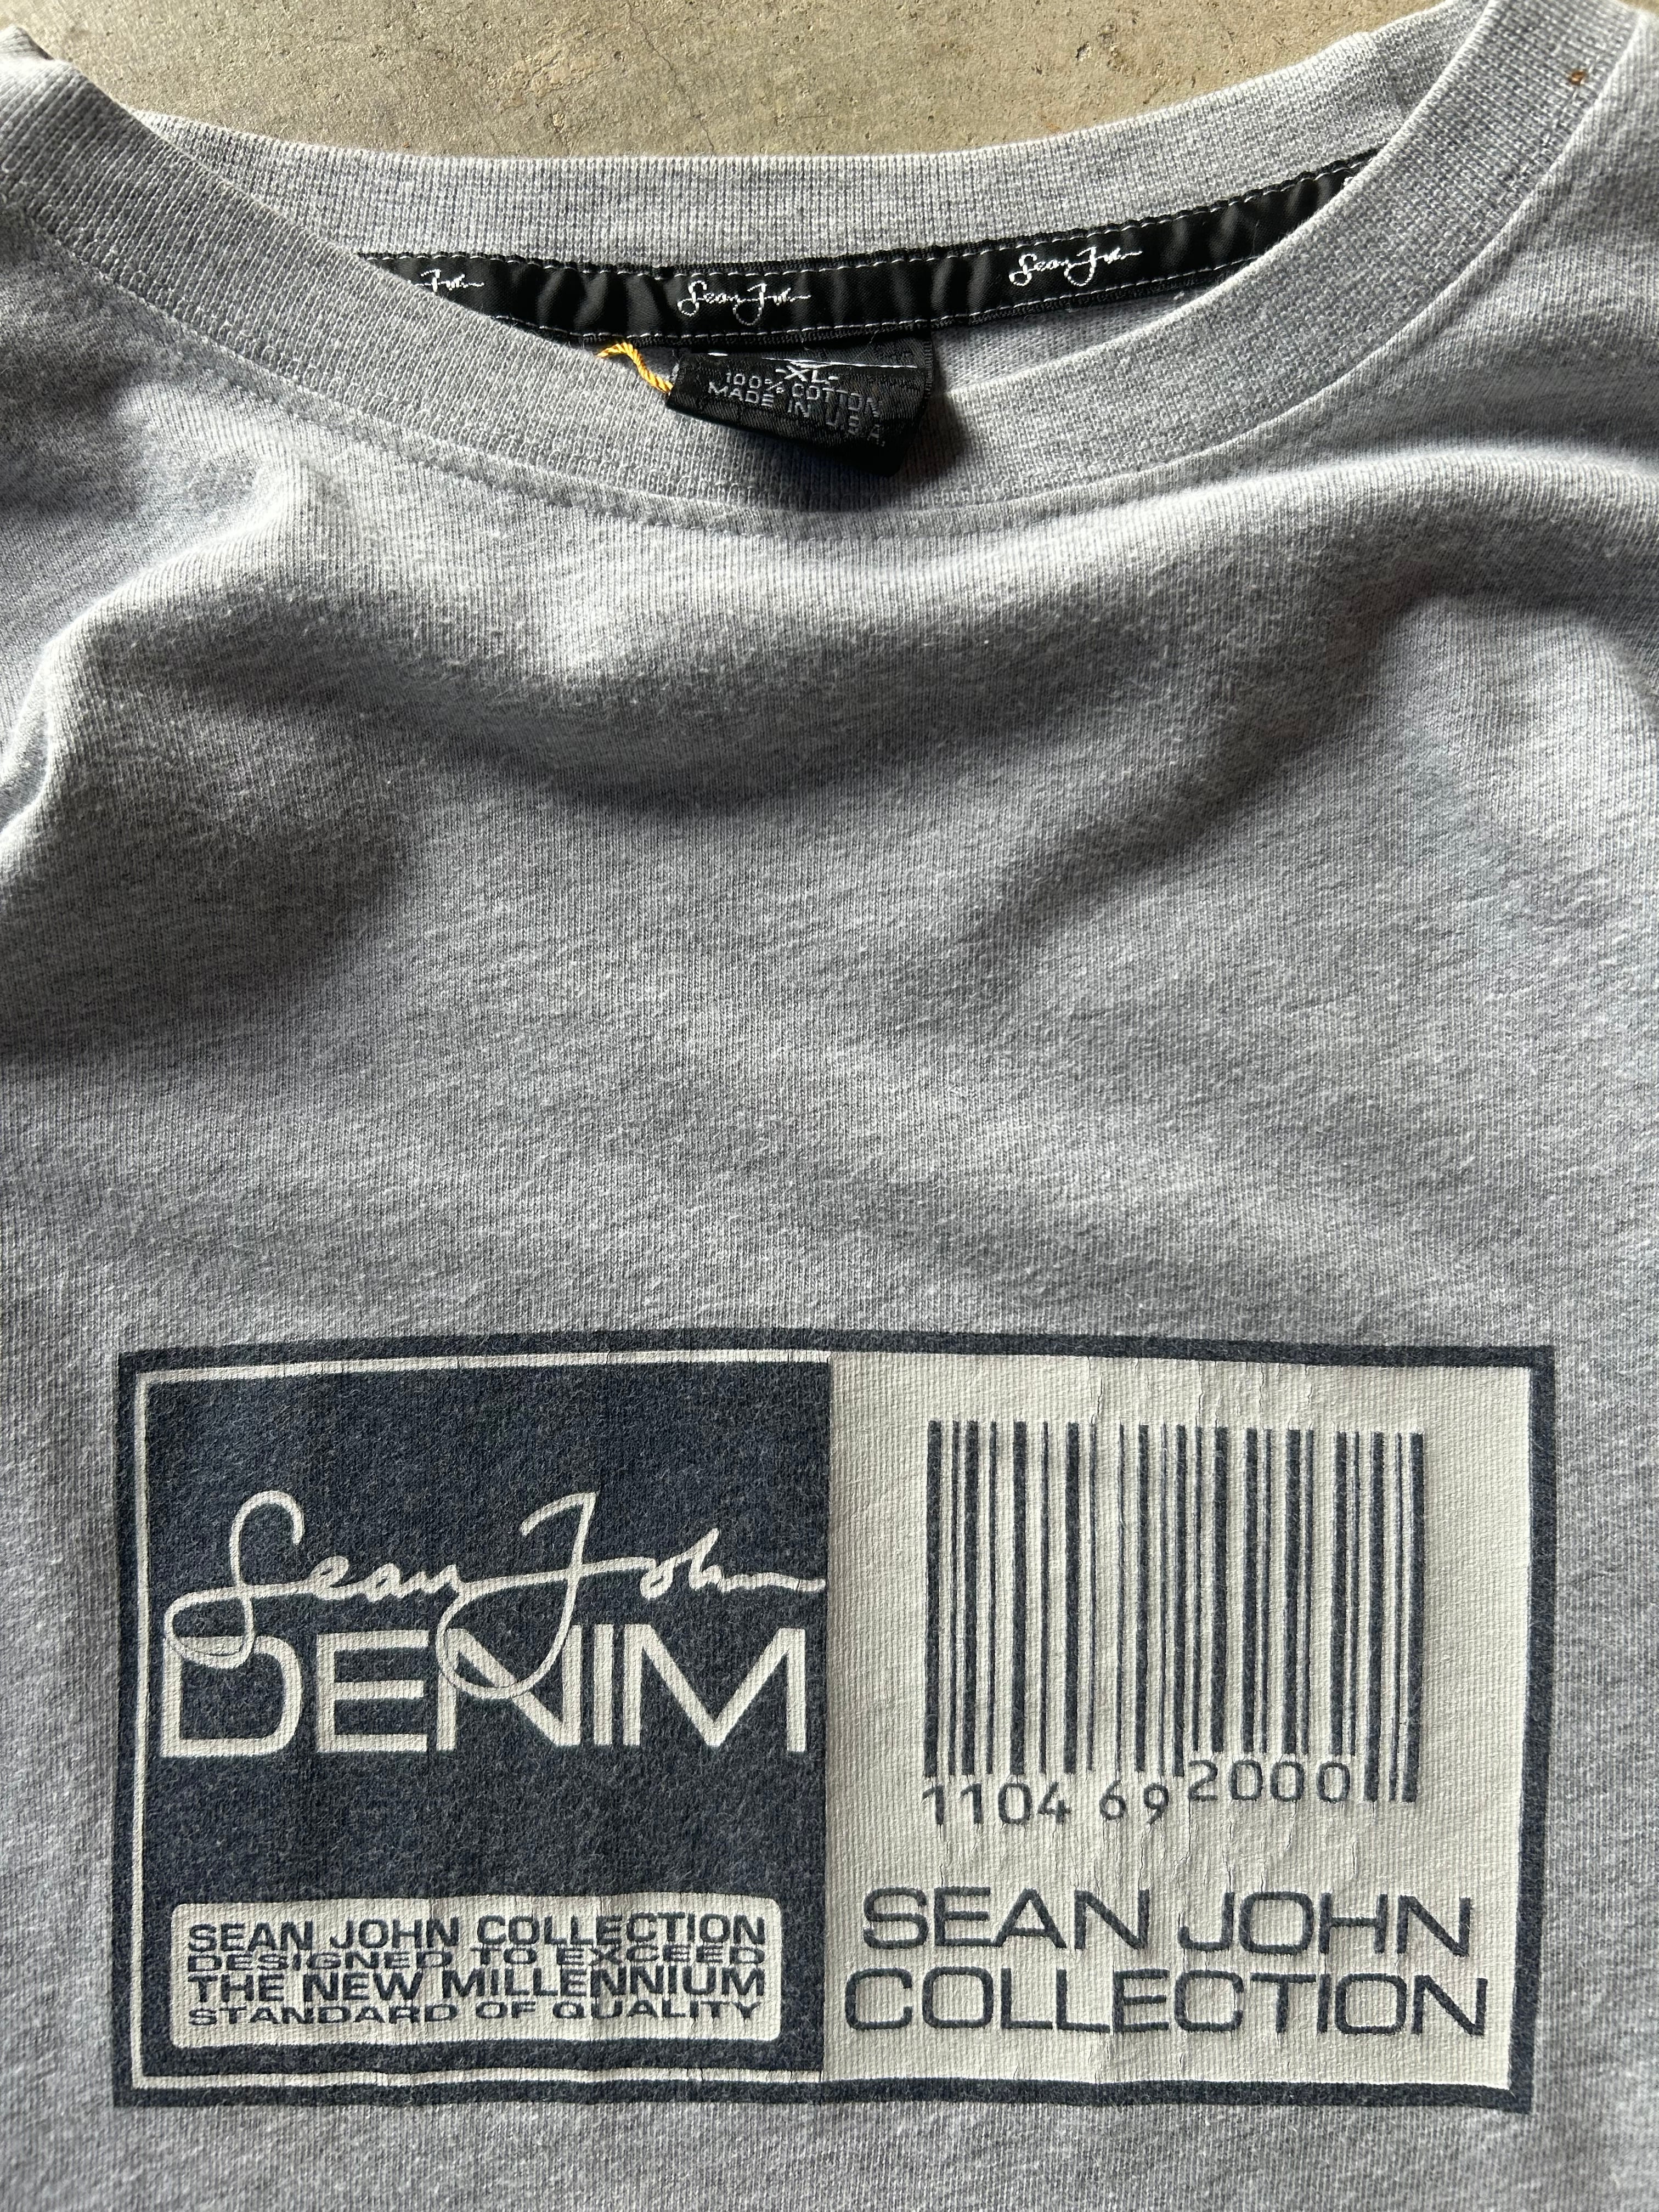 Sean John
Sean John
Sean John
-XL-
100% COTTON
MADE IN U.S.A.
Sean John
DENIM
SEAN JOHN COLLECTION
DESIGNED TO EXCEED
THE NEW MILLENNIUM
STANDARD OF QUALITY
1104 69 2000
SEAN JOHN
COLLECTION